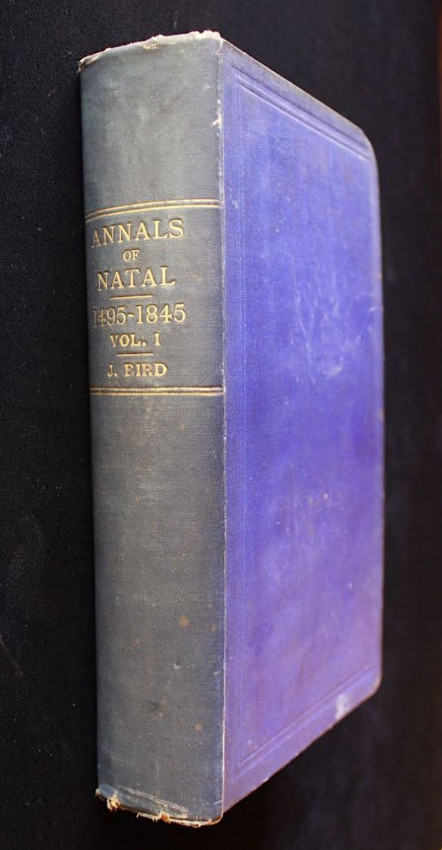 ANNALS
OF
NATAL
1495-1845
VOL. I
J. BIRD